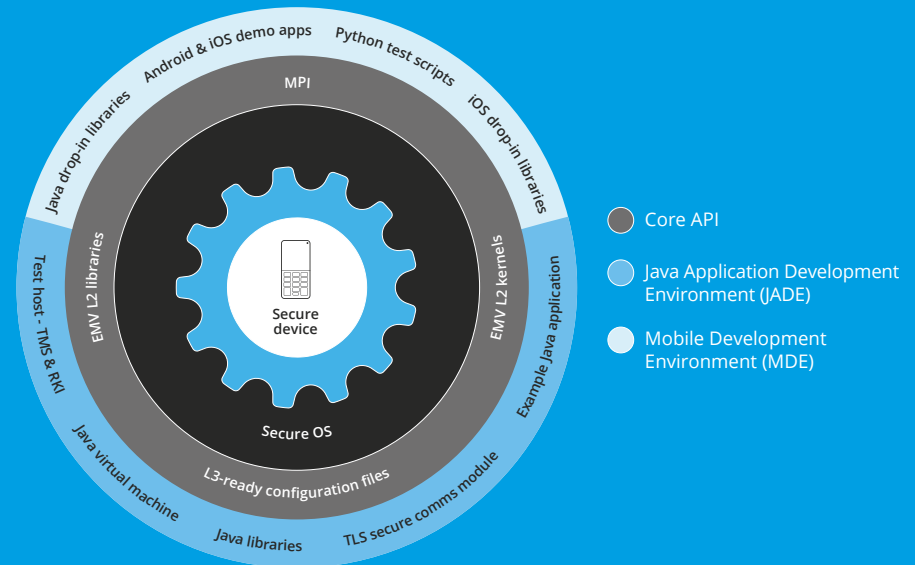 Android & iOS demo apps
Python test scripts
Java drop-in libraries
iOS drop-in libraries
MPI
EMV L2 libraries
EMV L2 kernels
L3-ready configuration files
Secure
device
Secure OS
Test host - TMS & RKI
Java virtual machine
Java libraries
TLS secure comms module
Example Java application
Core API
Java Application Development
Environment (JADE)
Mobile Development
Environment (MDE)